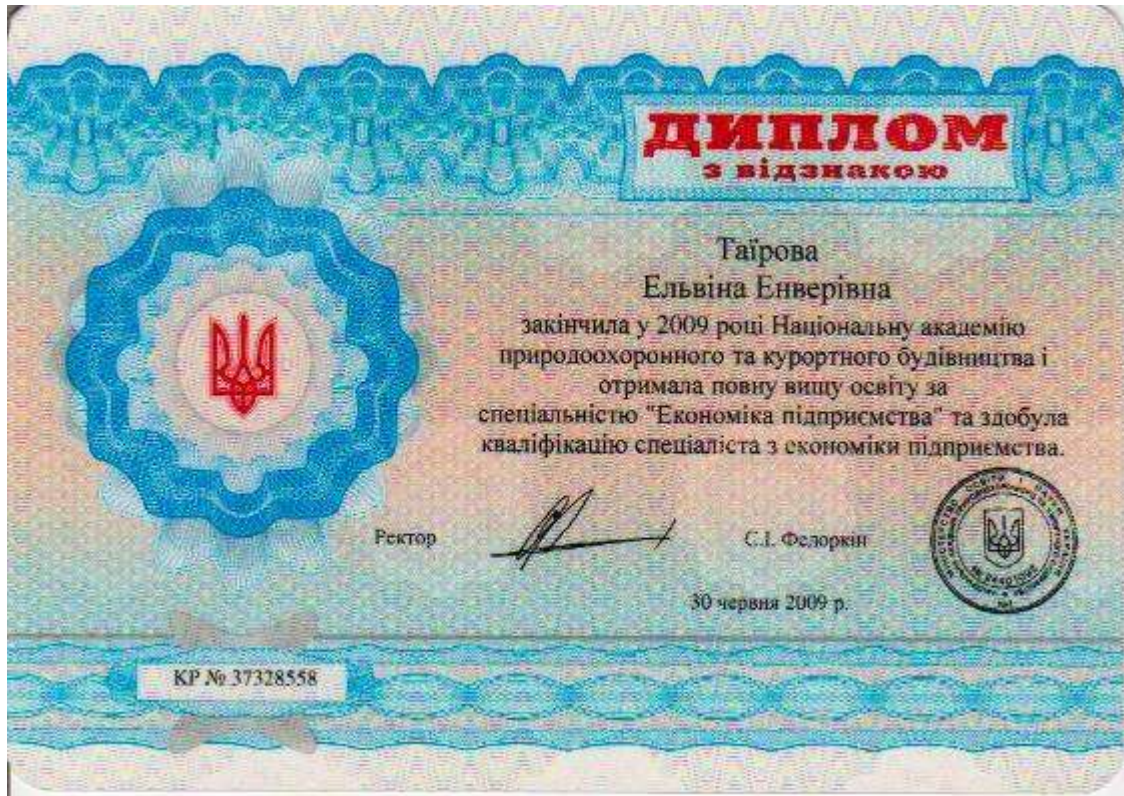 ДИПЛОМ
з відзнакою
Таїрова
Ельвіна Енверівна
закінчила у 2009 році Національну академію
природоохоронного та курортного будівництва і
отримала повну вищу освіту за
спеціальністю "Економіка підприємства" та здобула
кваліфікацію спеціаліста з економіки підприємства.
Ректор С.І. Федоркін
30 червня 2009 р.
КР № 37328558